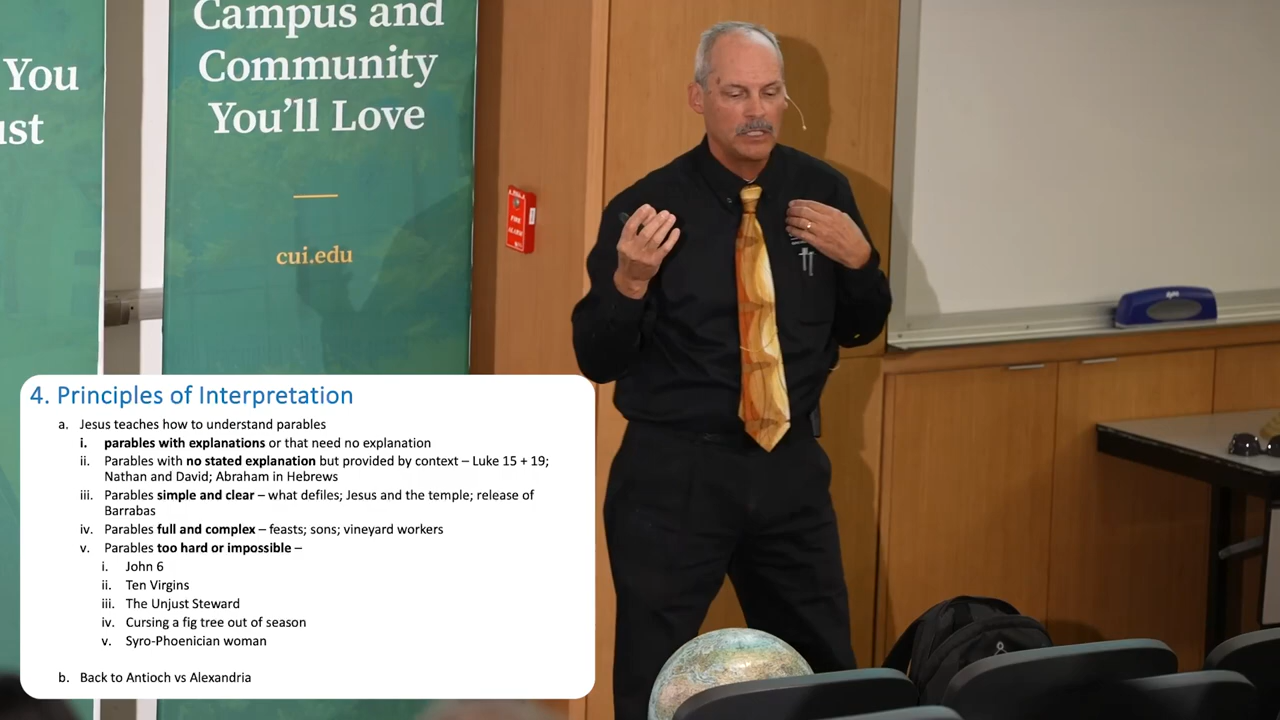 You
ust
Campus and
Community
You'll Love
cui.edu
FIRE
ALARM
4. Principles of Interpretation
a. Jesus teaches how to understand parables
i. parables with explanations or that need no explanation
ii. Parables with no stated explanation but provided by context – Luke 15 + 19;
Nathan and David; Abraham in Hebrews
iii. Parables simple and clear – what defiles; Jesus and the temple; release of
Barrabas
iv. Parables full and complex – feasts; sons; vineyard workers
v. Parables too hard or impossible –
i. John 6
ii. Ten Virgins
iii. The Unjust Steward
iv. Cursing a fig tree out of season
v. Syro-Phoenician woman
b. Back to Antioch vs Alexandria